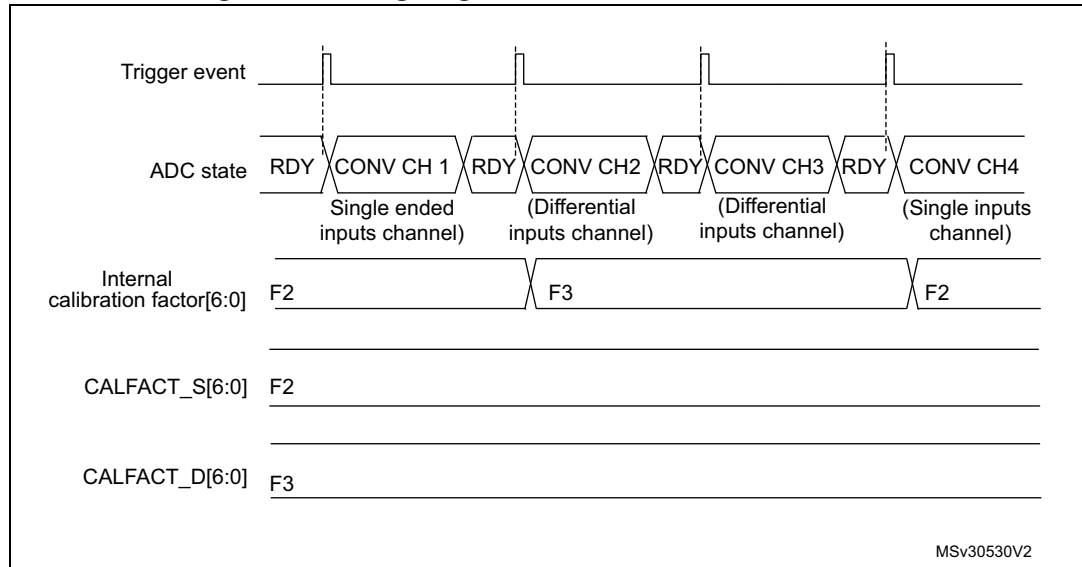 Trigger event
ADC state
RDY CONV CH 1 RDY CONV CH2 RDY CONV CH3 RDY CONV CH4
Single ended (Differential (Differential (Single inputs
inputs channel) inputs channel) inputs channel) channel)
Internal
calibration factor[6:0] F2 F3 F2
CALFACT_S[6:0] F2
CALFACT_D[6:0] F3
MSv30530V2